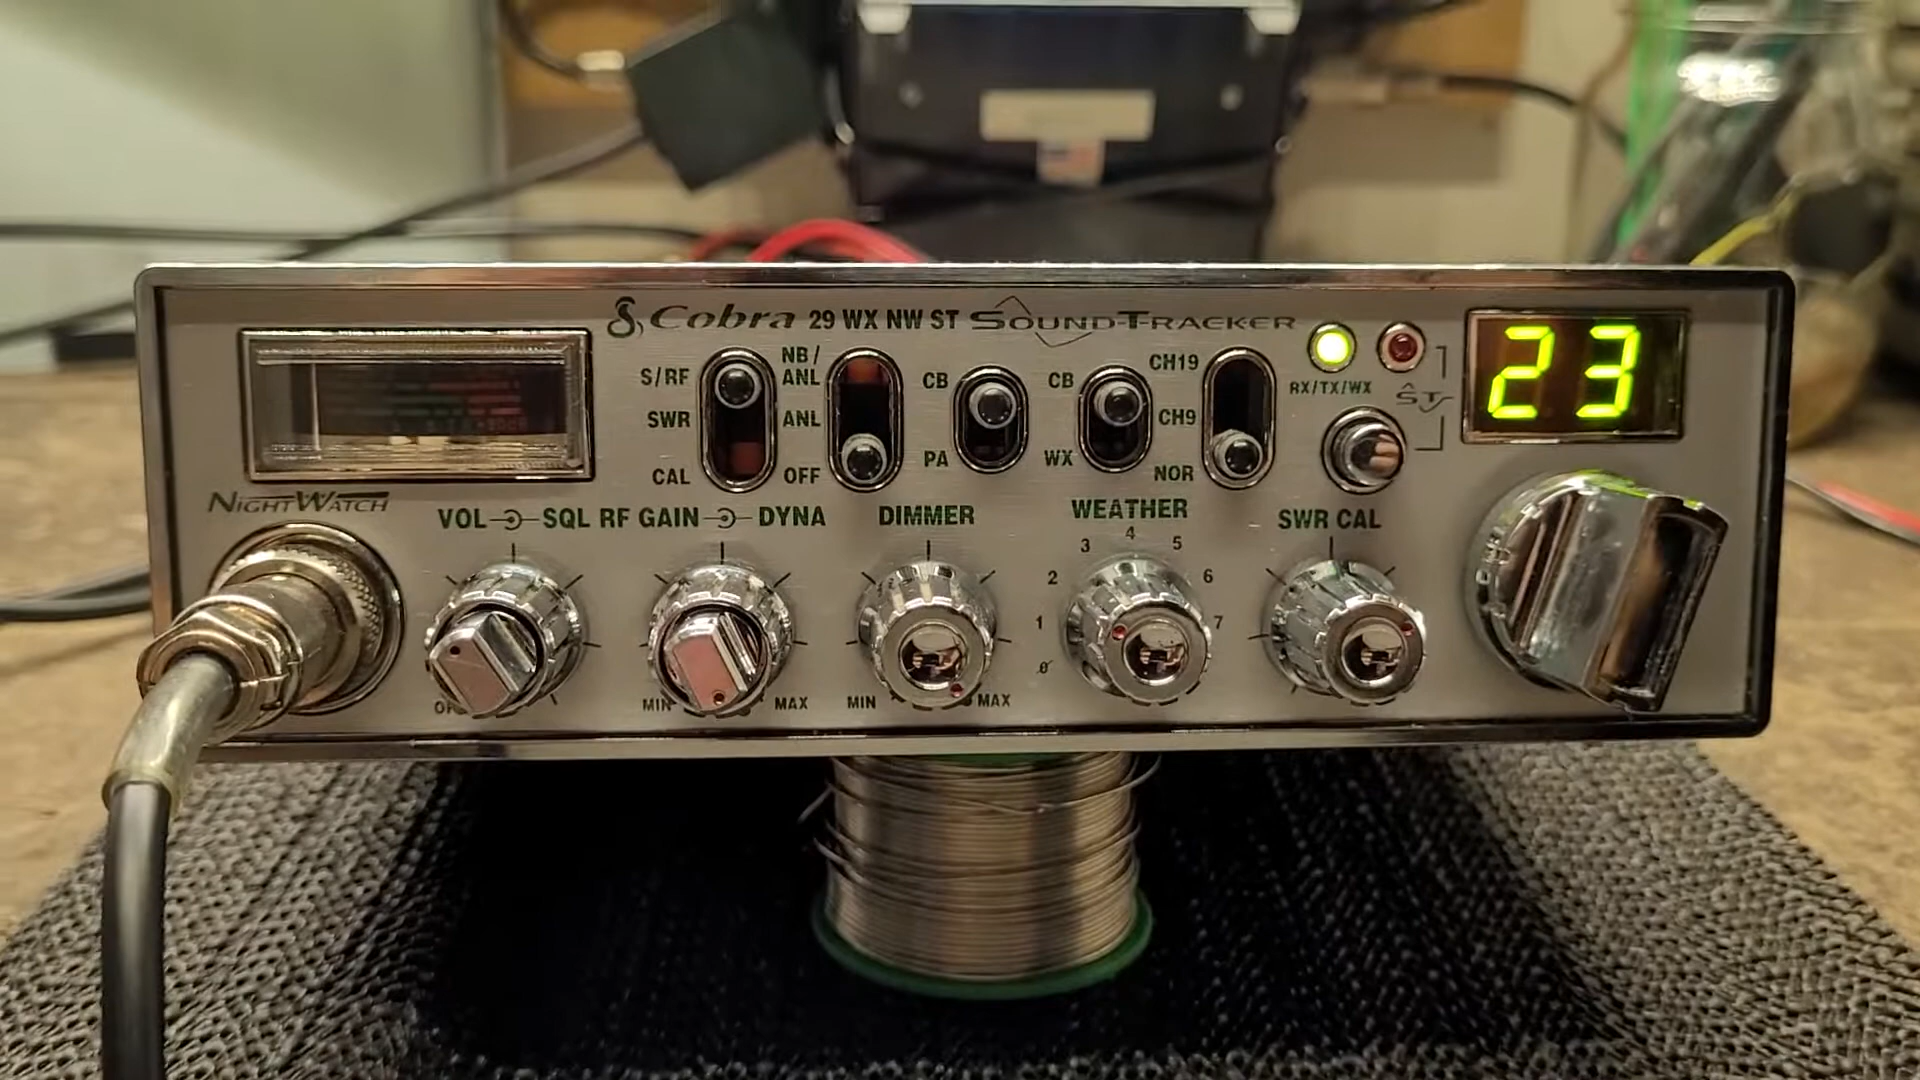 Cobra 29 WX NW ST SOUNDTRACKER
23
S/RF
SWR
CAL
NB/
ANL
ANL
OFF
CB
PA
CB
WX
CH19
CH9
NOR
RX/TX/WX
ST
NIGHTWATCH
VOL SQL RF GAIN DYNA DIMMER WEATHER SWR CAL
0 1 2 3 4 5 6 7
MIN MAX MIN MAX